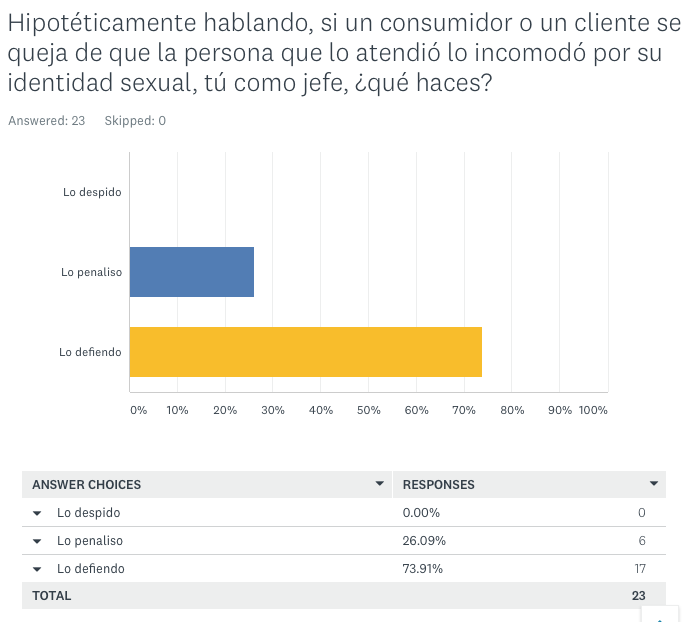 Hipotéticamente hablando, si un consumidor o un cliente se
queja de que la persona que lo atendió lo incomodó por su
identidad sexual, tú como jefe, ¿qué haces?
Answered: 23 Skipped: 0
Lo despido
Lo penaliso
Lo defiendo
0% 10% 20% 30% 40% 50% 60% 70% 80% 90% 100%
ANSWER CHOICES RESPONSES
Lo despido 0.00% 0
Lo penaliso 26.09% 6
Lo defiendo 73.91% 17
TOTAL 23